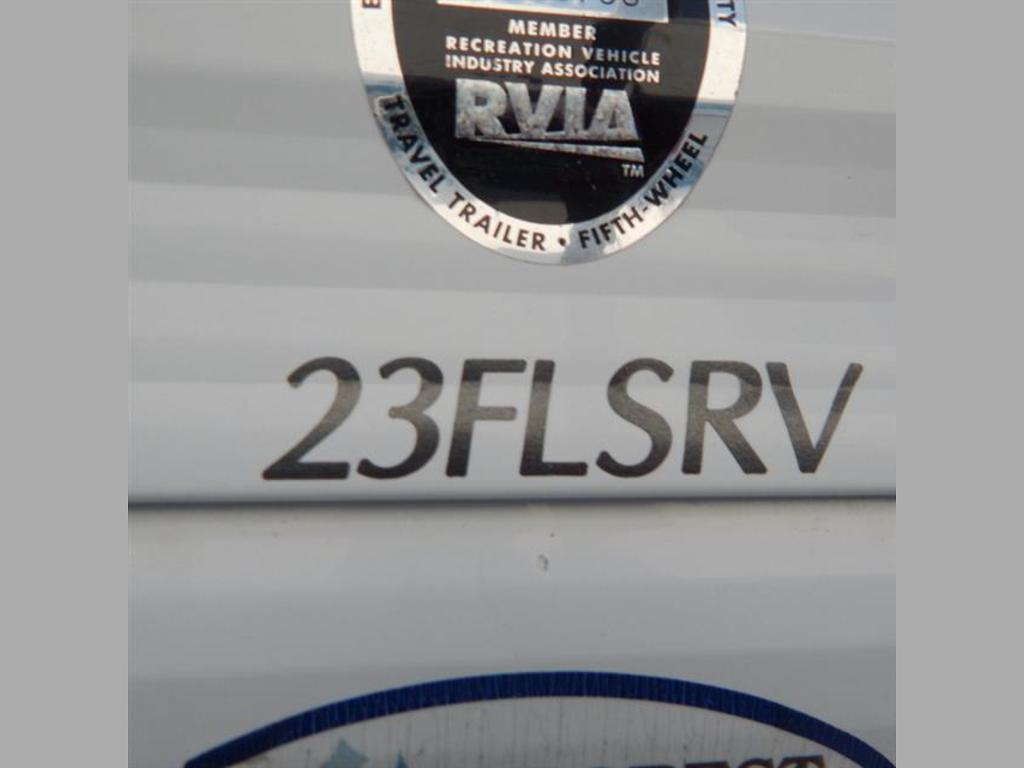 MEMBER
RECREATION VEHICLE
INDUSTRY ASSOCIATION
RVIA
TM
TRAVEL TRAILER • FIFTH-WHEEL
23FLSRV